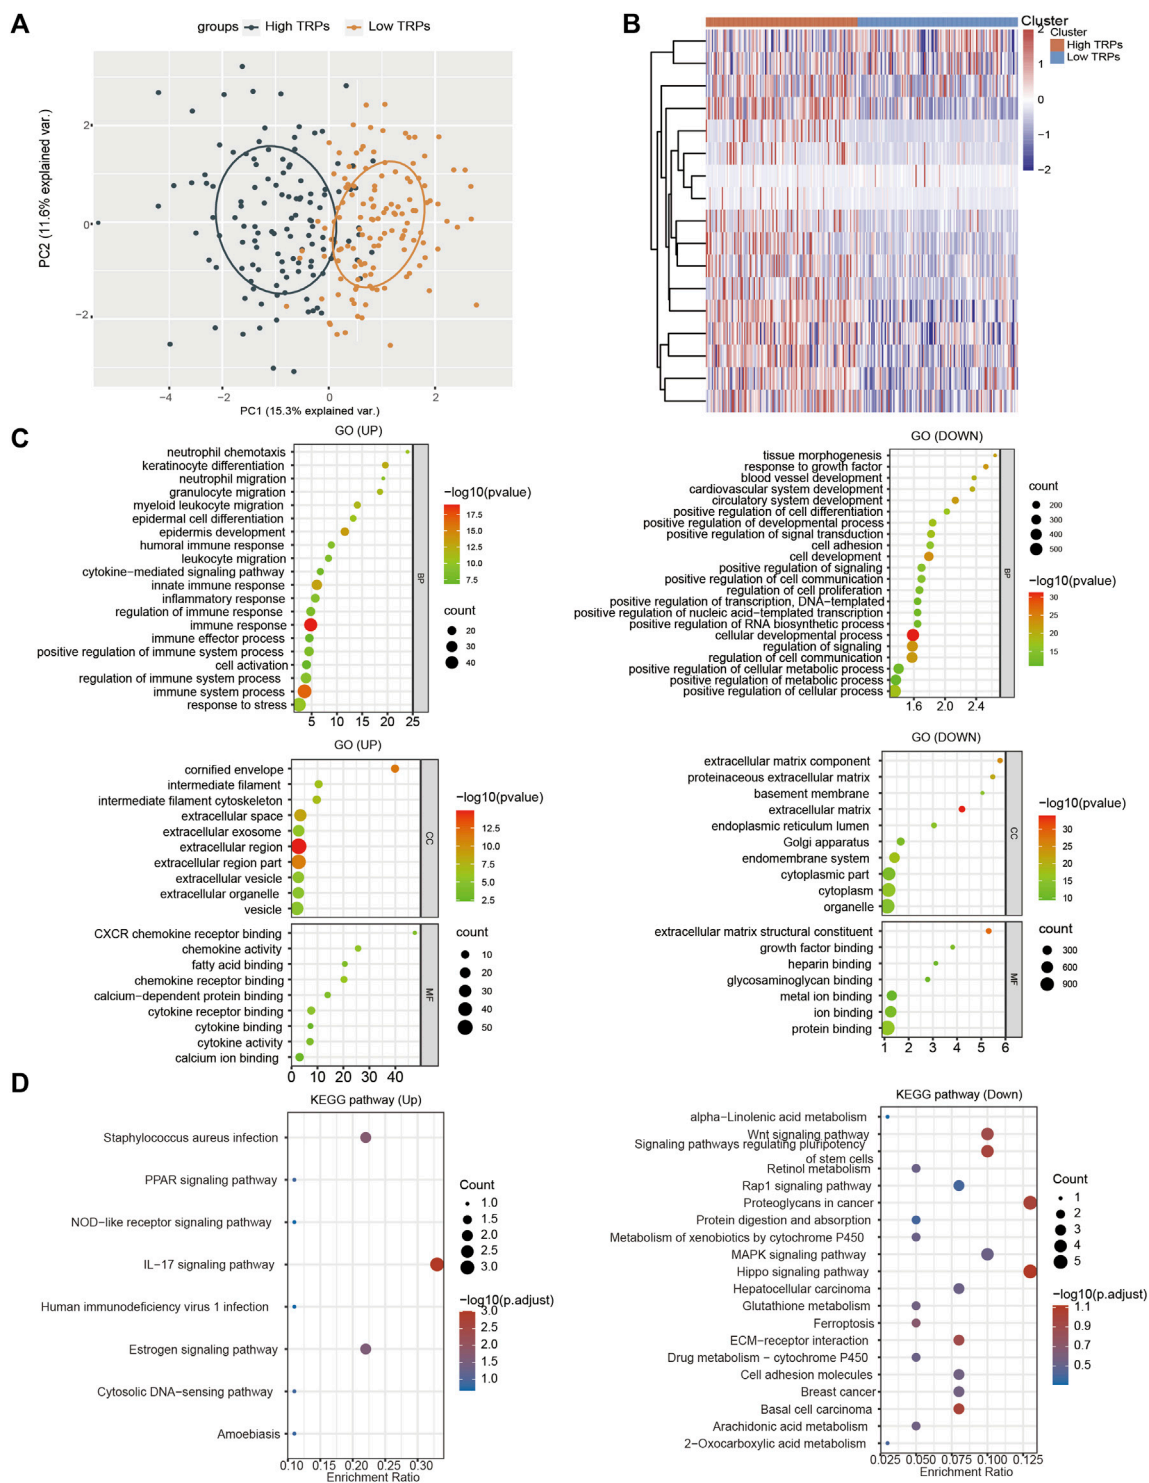 A
groups High TRPs Low TRPs
PC2 (11.6% explained var.)
2
0
−2
−4 −2 0 2
PC1 (15.3% explained var.)
B
Cluster
2
1
0
−1
−2
Cluster
High TRPs
Low TRPs
C
GO (UP)
neutrophil chemotaxis
keratinocyte differentiation
neutrophil migration
granulocyte migration
myeloid leukocyte migration
epidermal cell differentiation
epidermis development
humoral immune response
leukocyte migration
cytokine−mediated signaling pathway
innate immune response
inflammatory response
regulation of immune response
immune response
immune effector process
positive regulation of immune system process
cell activation
regulation of immune system process
immune system process
response to stress
5 10 15 20 25
BP
−log10(pvalue)
17.5
15.0
12.5
10.0
7.5
count
20
30
40
GO (DOWN)
tissue morphogenesis
response to growth factor
blood vessel development
cardiovascular system development
circulatory system development
positive regulation of cell differentiation
positive regulation of developmental process
positive regulation of signal transduction
cell adhesion
cell development
positive regulation of signaling
positive regulation of cell communication
regulation of cell proliferation
positive regulation of transcription, DNA−templated
positive regulation of nucleic acid−templated transcription
positive regulation of RNA biosynthetic process
cellular developmental process
regulation of signaling
regulation of cell communication
positive regulation of cellular metabolic process
positive regulation of metabolic process
positive regulation of cellular process
1.6 2.0 2.4
BP
count
200
300
400
500
−log10(pvalue)
30
25
20
15
GO (UP)
cornified envelope
intermediate filament
intermediate filament cytoskeleton
extracellular space
extracellular exosome
extracellular region
extracellular region part
extracellular vesicle
extracellular organelle
vesicle
CC
CXCR chemokine receptor binding
chemokine activity
fatty acid binding
chemokine receptor binding
calcium−dependent protein binding
cytokine receptor binding
cytokine binding
cytokine activity
calcium ion binding
MF
0 10 20 30 40
−log10(pvalue)
12.5
10.0
7.5
5.0
2.5
count
10
20
30
40
50
GO (DOWN)
extracellular matrix component
proteinaceous extracellular matrix
basement membrane
extracellular matrix
endoplasmic reticulum lumen
Golgi apparatus
endomembrane system
cytoplasmic part
cytoplasm
organelle
CC
extracellular matrix structural constituent
growth factor binding
heparin binding
glycosaminoglycan binding
metal ion binding
ion binding
protein binding
MF
1 2 3 4 5 6
−log10(pvalue)
30
25
20
15
10
count
300
600
900
D
KEGG pathway (Up)
Staphylococcus aureus infection
PPAR signaling pathway
NOD−like receptor signaling pathway
IL−17 signaling pathway
Human immunodeficiency virus 1 infection
Estrogen signaling pathway
Cytosolic DNA−sensing pathway
Amoebiasis
0.10 0.15 0.20 0.25 0.30
Enrichment Ratio
Count
1.0
1.5
2.0
2.5
3.0
−log10(p.adjust)
3.0
2.5
2.0
1.5
1.0
KEGG pathway (Down)
alpha−Linolenic acid metabolism
Wnt signaling pathway
Signaling pathways regulating pluripotency
of stem cells
Retinol metabolism
Rap1 signaling pathway
Proteoglycans in cancer
Protein digestion and absorption
Metabolism of xenobiotics by cytochrome P450
MAPK signaling pathway
Hippo signaling pathway
Hepatocellular carcinoma
Glutathione metabolism
Ferroptosis
ECM−receptor interaction
Drug metabolism − cytochrome P450
Cell adhesion molecules
Breast cancer
Basal cell carcinoma
Arachidonic acid metabolism
2−Oxocarboxylic acid metabolism
0.025 0.050 0.075 0.100 0.125
Enrichment Ratio
Count
1
2
3
4
5
−log10(p.adjust)
1.1
0.9
0.7
0.5